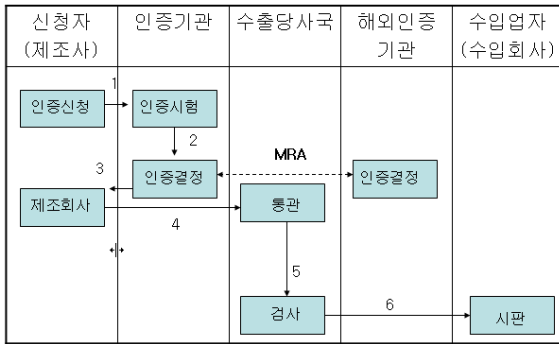 신청자
(제조사)
인증기관
수출당사국
해외인증
기관
수입업자
(수입회사)
1
인증신청
인증시험
2
MRA
3
인증결정
인증결정
제조회사
4
통관
5
검사
6
시판